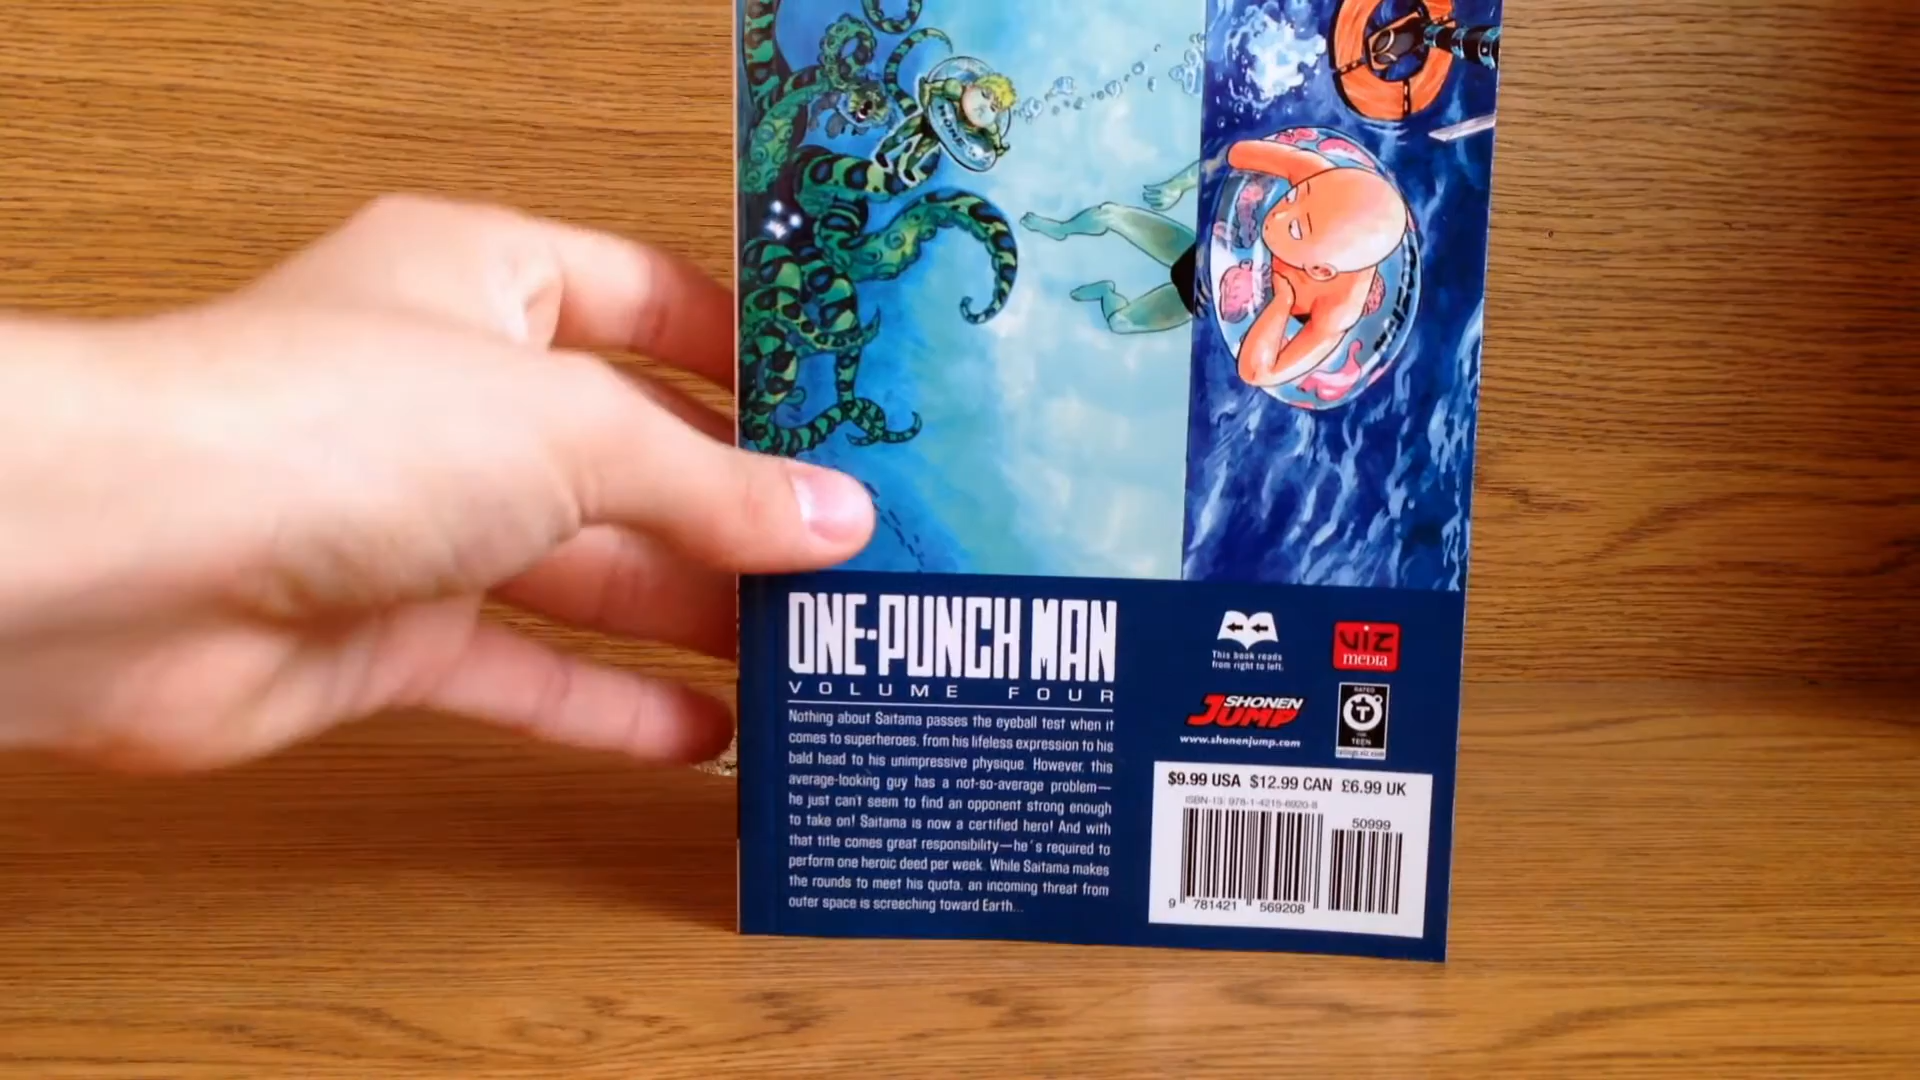 ONE-PUNCH MAN
VOLUME FOUR
Nothing about Saitama passes the eyeball test when it
comes to superheroes, from his lifeless expression to his
bald head to his unimpressive physique. However, this
average-looking guy has a not-so-average problem—
he just can't seem to find an opponent strong enough
to take on! Saitama is now a certified hero! And with
that title comes great responsibility—he's required to
perform one heroic deed per week. While Saitama makes
the rounds to meet his quota, an incoming threat from
outer space is screeching toward Earth...
This book reads
from right to left.
VIZ
MEDIA
SHONEN
JUMP
www.shonenjump.com
RATED
T
TEEN
ratings.viz.com
$9.99 USA $12.99 CAN £6.99 UK
ISBN-13: 978-1-4215-6920-8
50999
9 781421 569208